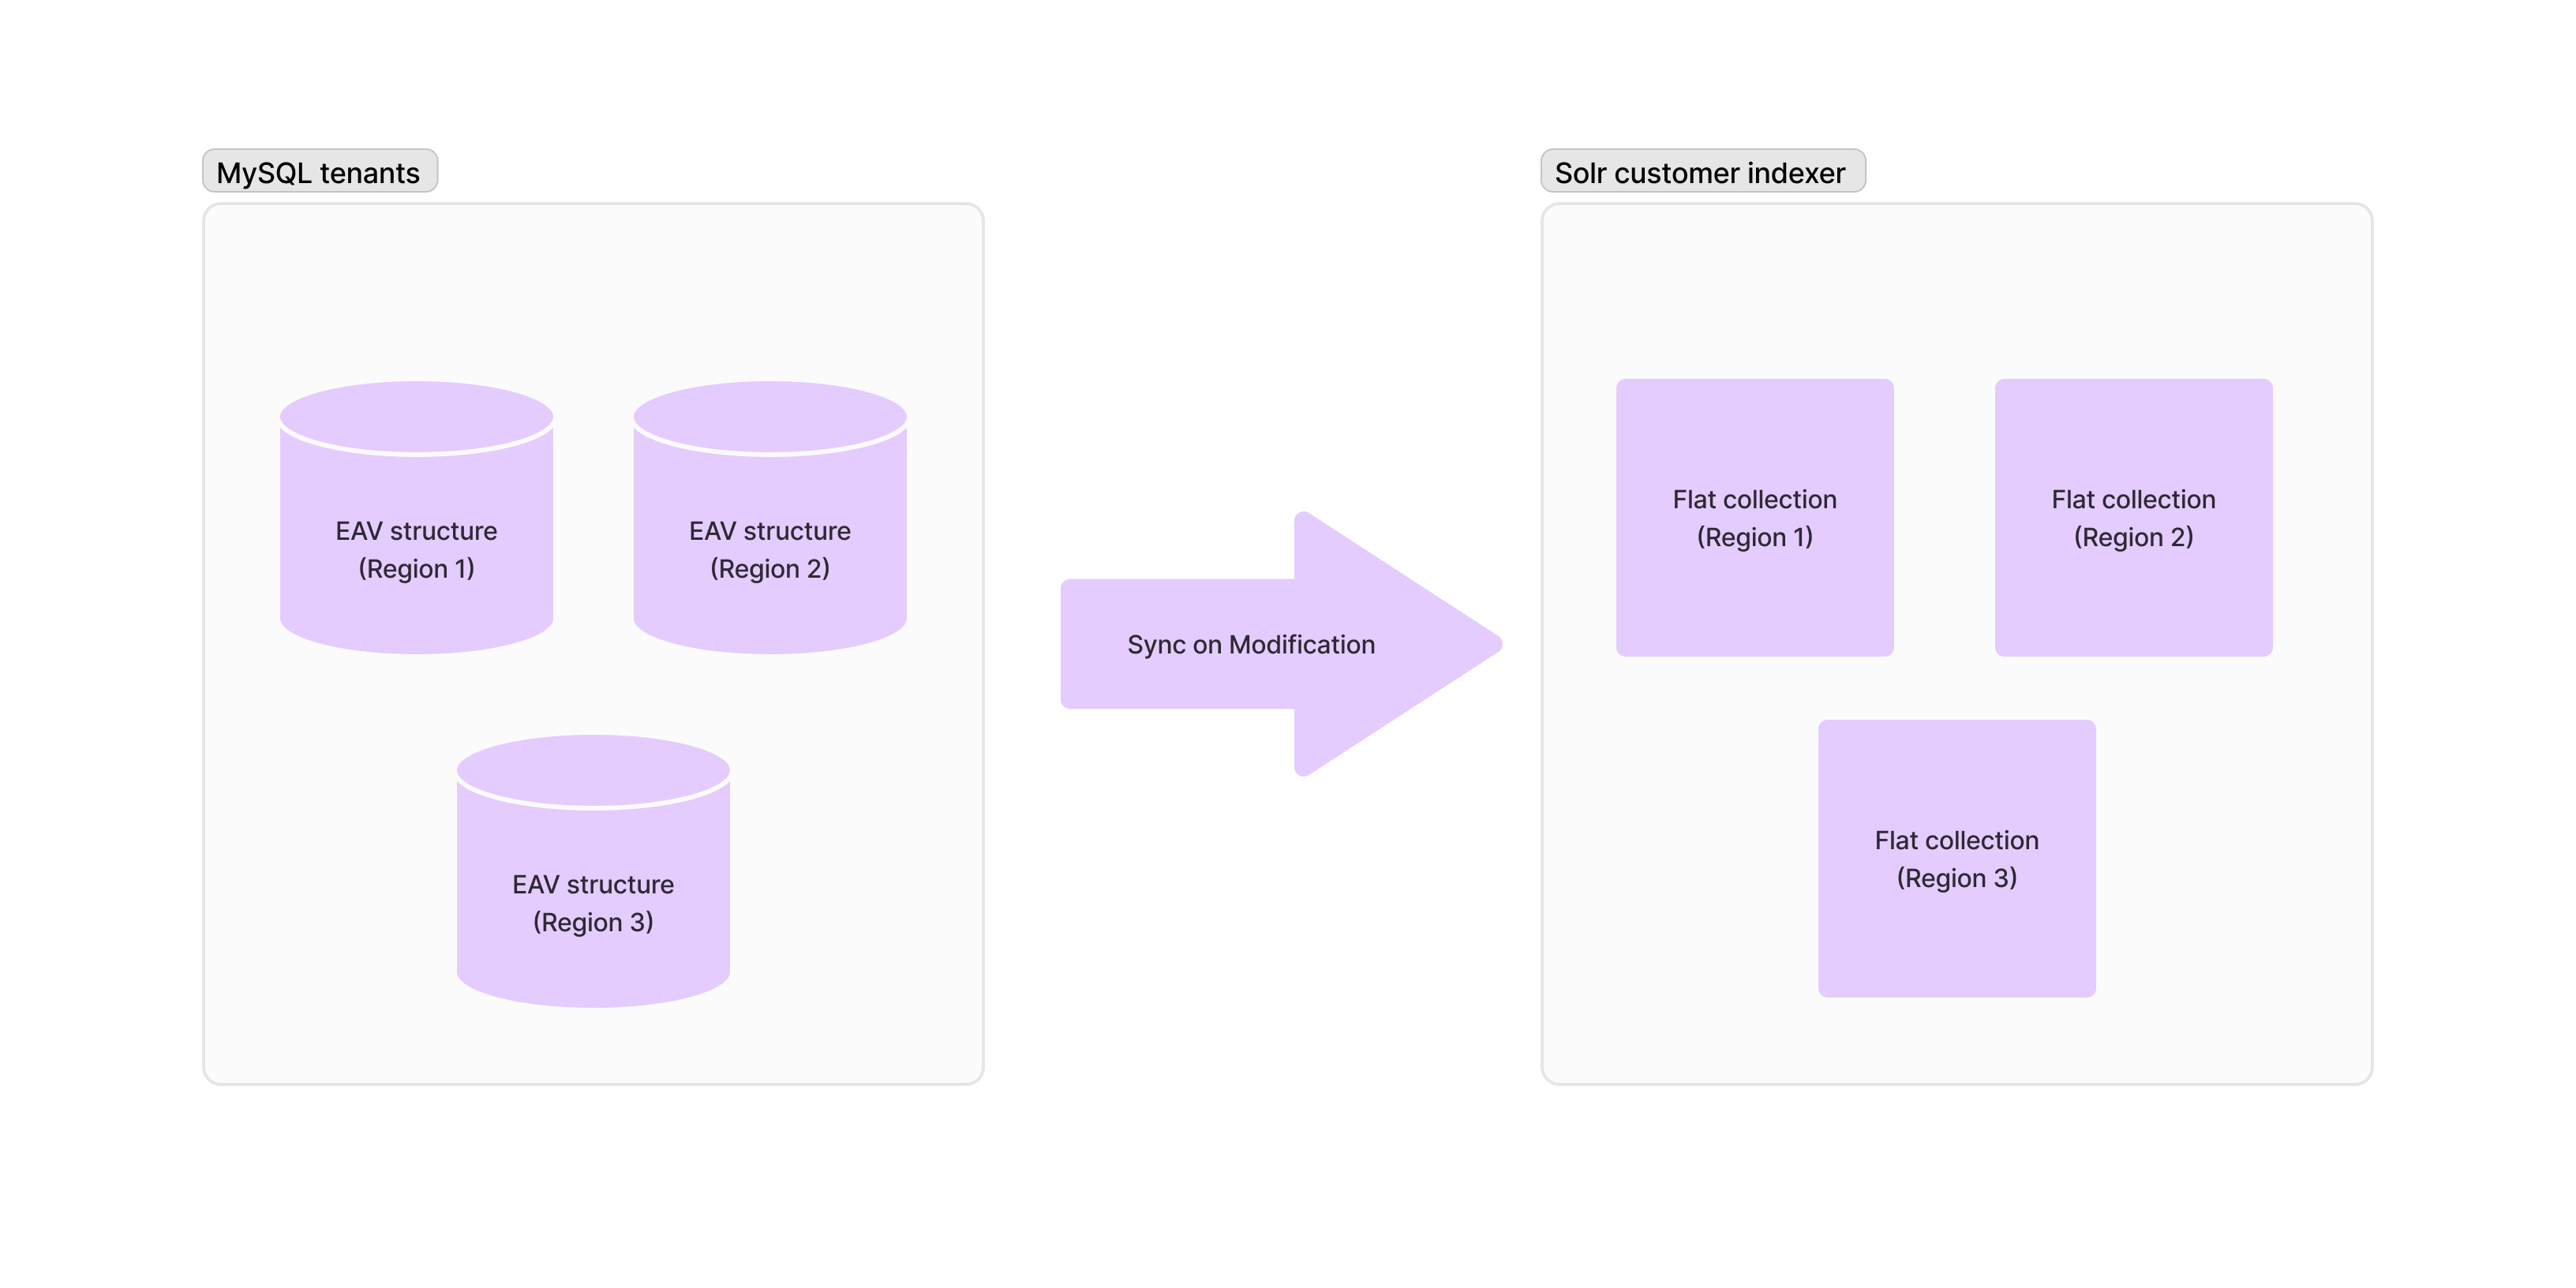 MySQL tenants
EAV structure
(Region 1)
EAV structure
(Region 2)
EAV structure
(Region 3)
Sync on Modification
Solr customer indexer
Flat collection
(Region 1)
Flat collection
(Region 2)
Flat collection
(Region 3)